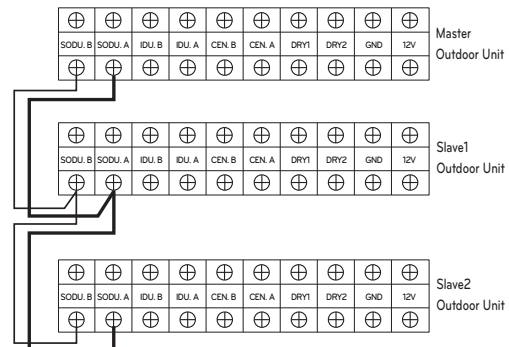 SODU. B SODU. A IDU. B IDU. A CEN. B CEN. A DRY1 DRY2 GND 12V
Master
Outdoor Unit
SODU. B SODU. A IDU. B IDU. A CEN. B CEN. A DRY1 DRY2 GND 12V
Slave1
Outdoor Unit
SODU. B SODU. A IDU. B IDU. A CEN. B CEN. A DRY1 DRY2 GND 12V
Slave2
Outdoor Unit